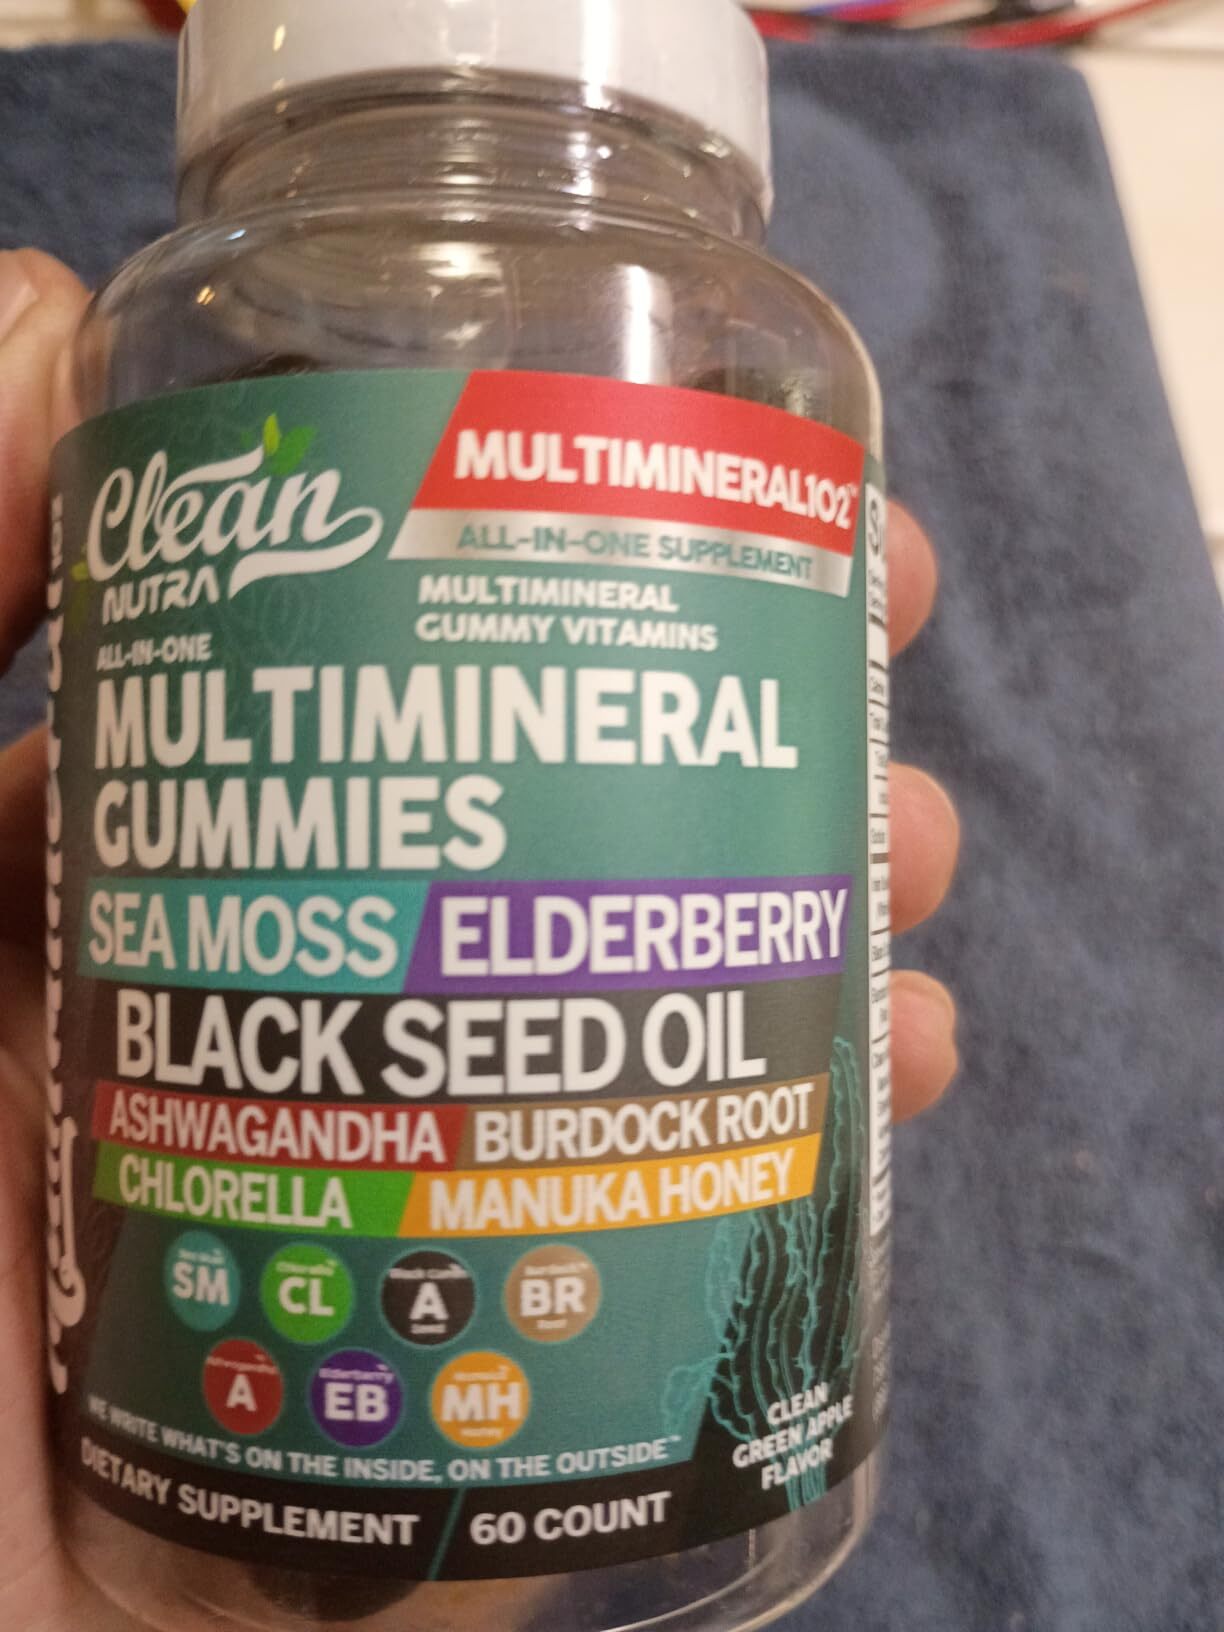 Clean
NUTRA
MULTIMINERAL102™
ALL-IN-ONE SUPPLEMENT
MULTIMINERAL
GUMMY VITAMINS
ALL-IN-ONE
MULTIMINERAL
GUMMIES
SEA MOSS ELDERBERRY
BLACK SEED OIL
ASHWAGANDHA BURDOCK ROOT
CHLORELLA MANUKA HONEY
SM CL A BR
A EB MH
WE WRITE WHAT'S ON THE INSIDE, ON THE OUTSIDE™
DIETARY SUPPLEMENT / 60 COUNT
CLEAN
GREEN APPLE
FLAVOR